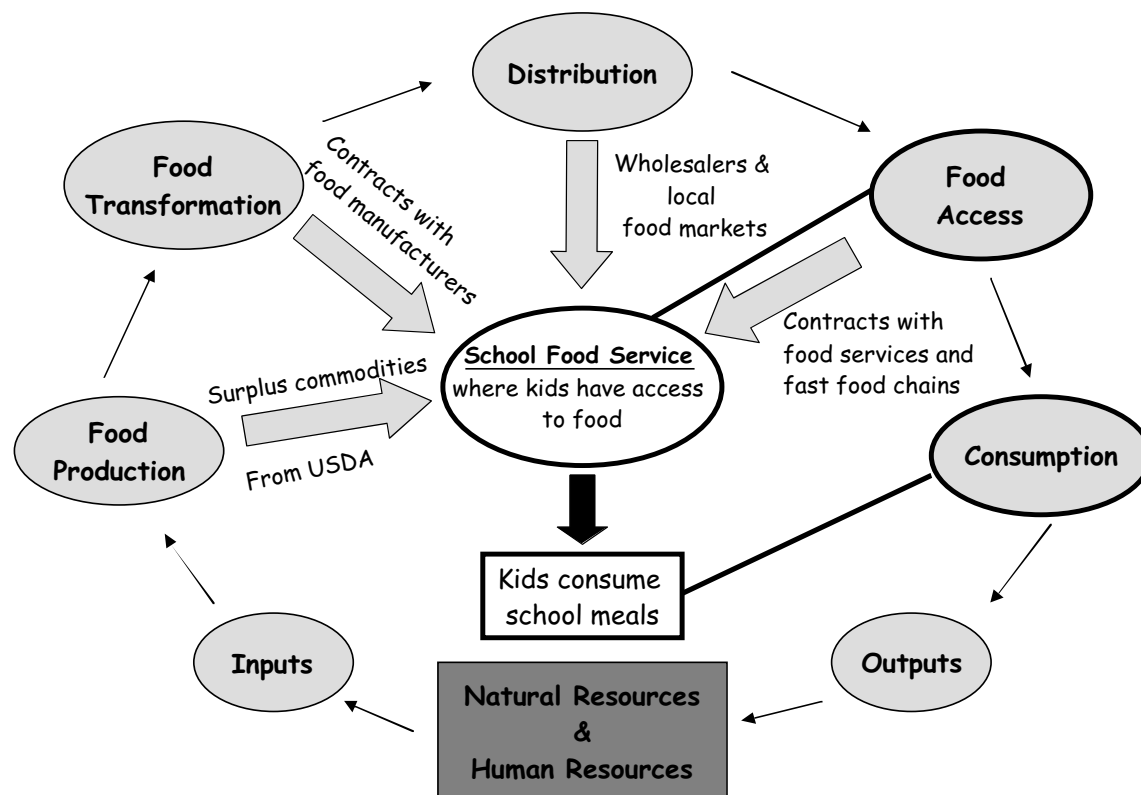 Distribution
Food
Transformation
Contracts with
food manufacturers
Wholesalers &
local
food markets
Food
Access
School Food Service
where kids have access
to food
Contracts with
food services and
fast food chains
Surplus commodities
From USDA
Food
Production
Consumption
Kids consume
school meals
Inputs
Outputs
Natural Resources
&
Human Resources